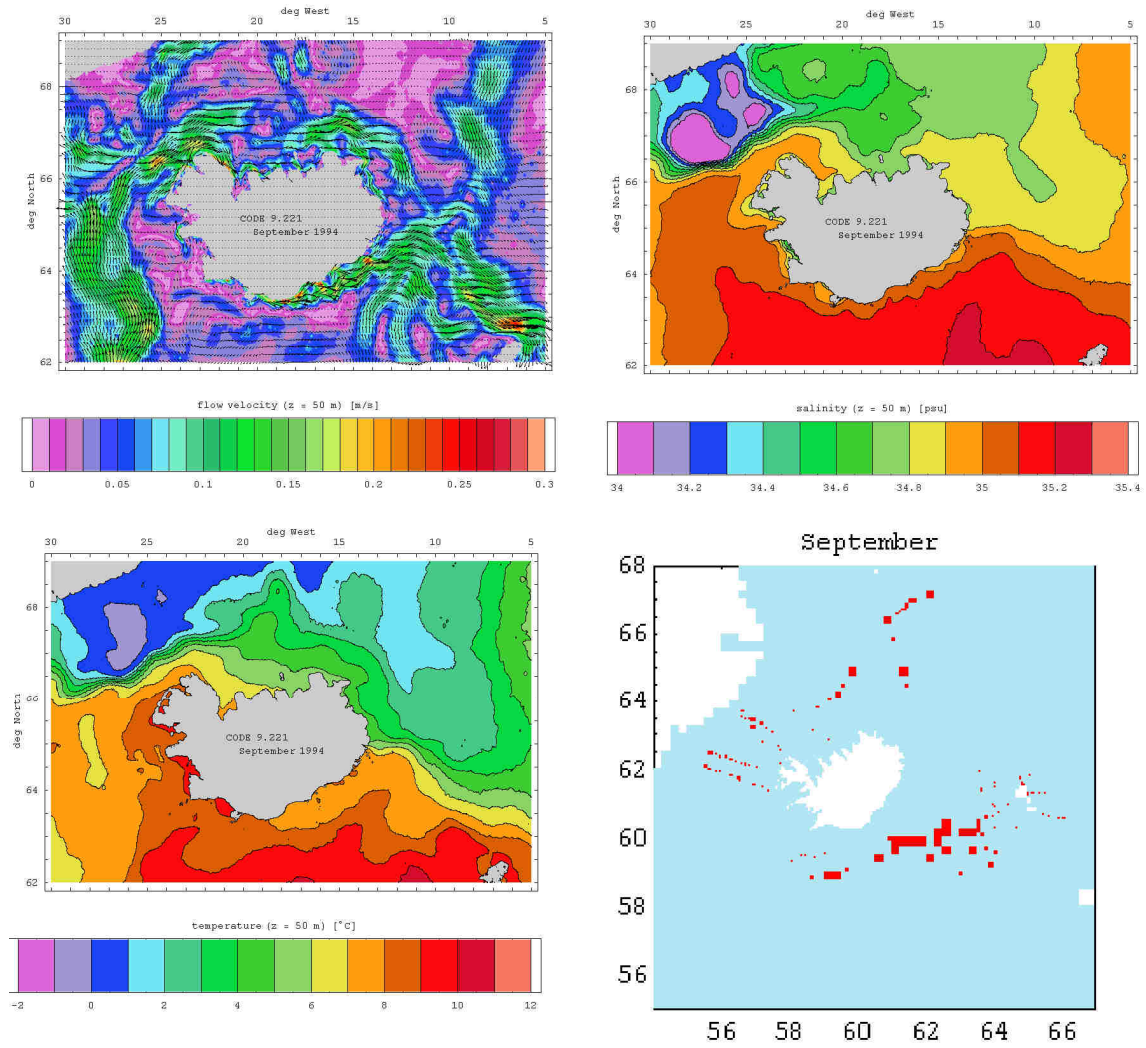 deg West
30 25 20 15 10 5
68
66
64
62
deg North
CODE 9.221
September 1994
flow velocity (z = 50 m) [m/s]
0 0.05 0.1 0.15 0.2 0.25 0.3
deg West
30 25 20 15 10 5
68
66
64
62
deg North
CODE 9.221
September 1994
salinity (z = 50 m) [psu]
34 34.2 34.4 34.6 34.8 35 35.2 35.4
deg West
30 25 20 15 10 5
68
66
64
62
deg North
CODE 9.221
September 1994
temperature (z = 50 m) [°C]
-2 0 2 4 6 8 10 12
September
68
66
64
62
60
58
56
56 58 60 62 64 66